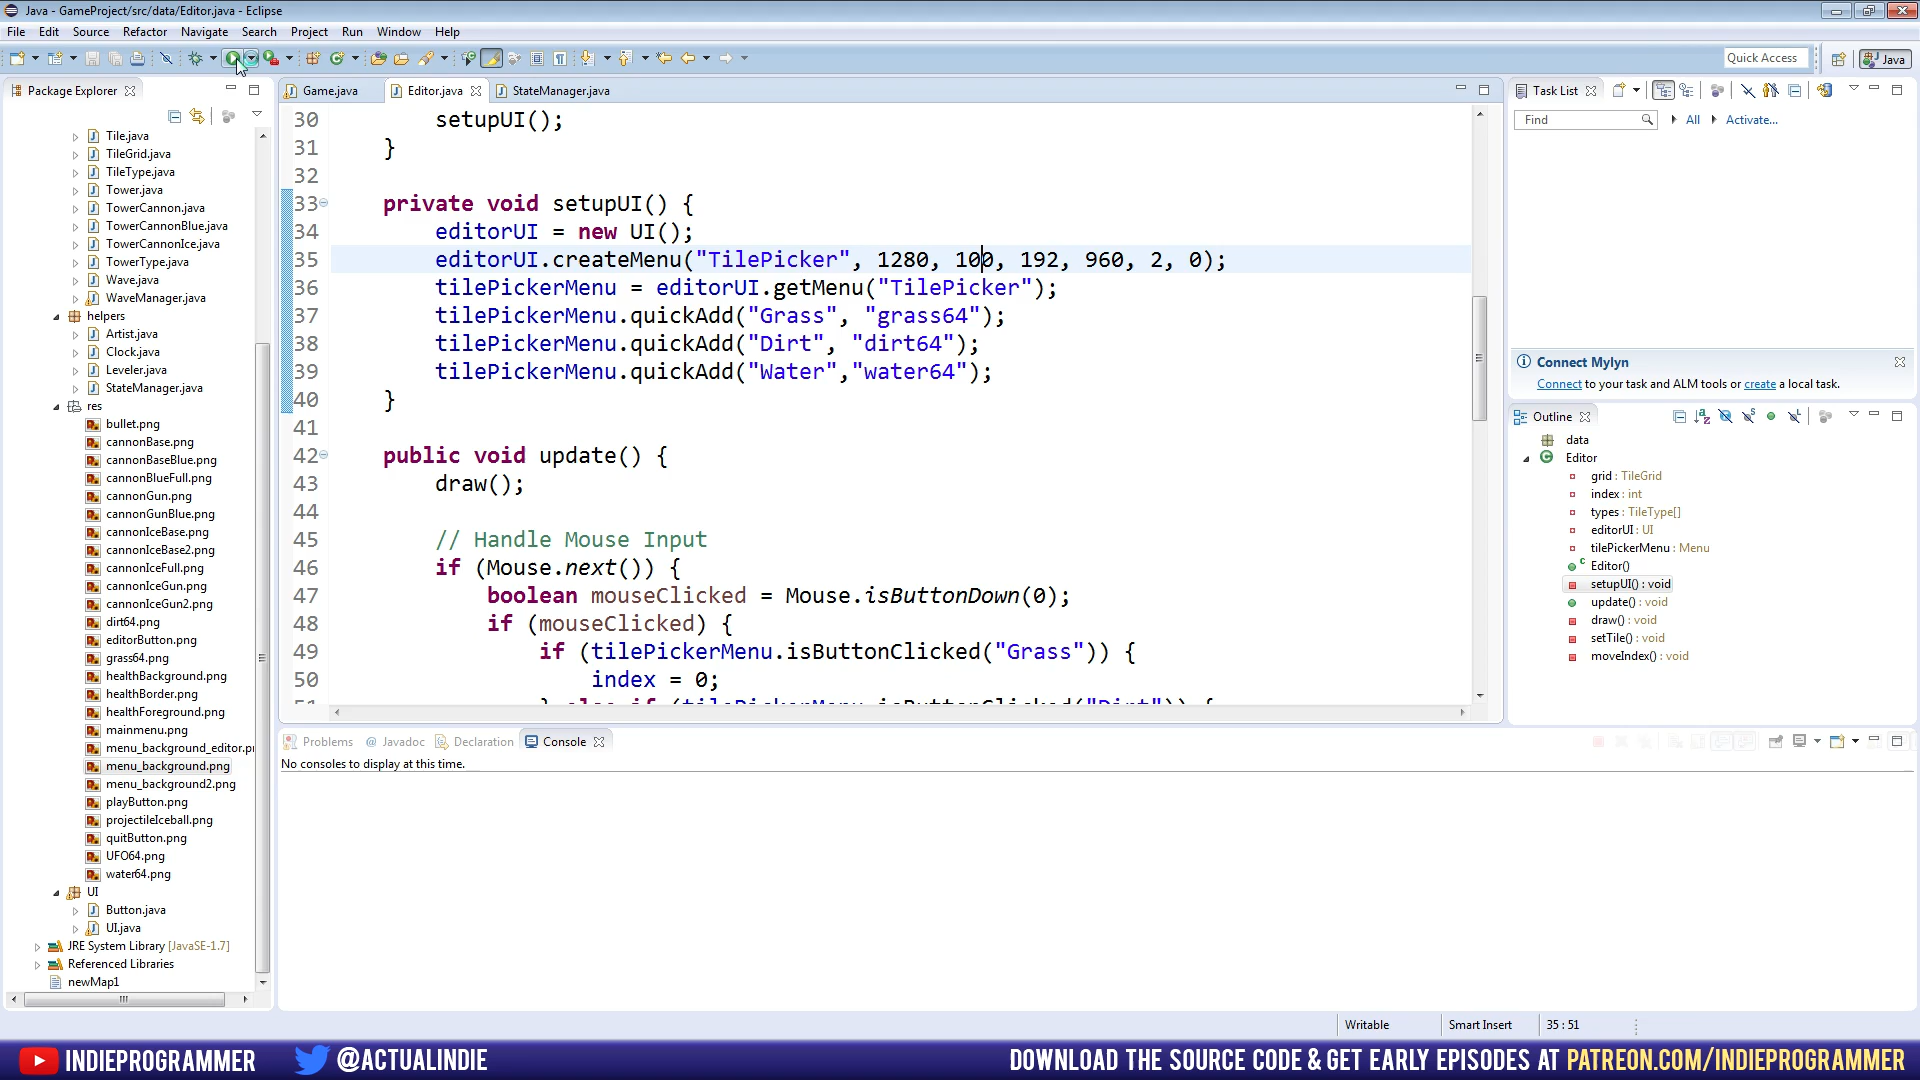 Java - GameProject/src/data/Editor.java - Eclipse
File Edit Source Refactor Navigate Search Project Run Window Help
Quick Access
Java
Package Explorer
Tile.java
TileGrid.java
TileType.java
Tower.java
TowerCannon.java
TowerCannonBlue.java
TowerCannonIce.java
TowerType.java
Wave.java
WaveManager.java
helpers
Artist.java
Clock.java
Leveler.java
StateManager.java
res
bullet.png
cannonBase.png
cannonBaseBlue.png
cannonBlueFull.png
cannonGun.png
cannonGunBlue.png
cannonIceBase.png
cannonIceBase2.png
cannonIceFull.png
cannonIceGun.png
cannonIceGun2.png
dirt64.png
editorButton.png
grass64.png
healthBackground.png
healthBorder.png
healthForeground.png
mainmenu.png
menu_background_editor.pr
menu_background.png
menu_background2.png
playButton.png
projectileIceball.png
quitButton.png
UFO64.png
water64.png
UI
Button.java
UI.java
JRE System Library [JavaSE-1.7]
Referenced Libraries
newMap1
Game.java Editor.java StateManager.java
30 setupUI();
31 }
32
33 private void setupUI() {
34 editorUI = new UI();
35 editorUI.createMenu("TilePicker", 1280, 100, 192, 960, 2, 0);
36 tilePickerMenu = editorUI.getMenu("TilePicker");
37 tilePickerMenu.quickAdd("Grass", "grass64");
38 tilePickerMenu.quickAdd("Dirt", "dirt64");
39 tilePickerMenu.quickAdd("Water","water64");
40 }
41
42 public void update() {
43 draw();
44
45 // Handle Mouse Input
46 if (Mouse.next()) {
47 boolean mouseClicked = Mouse.isButtonDown(0);
48 if (mouseClicked) {
49 if (tilePickerMenu.isButtonClicked("Grass")) {
50 index = 0;
51 } else if (tilePickerMenu.isButtonClicked("Dirt")) {
Problems Javadoc Declaration Console
No consoles to display at this time.
Task List
Find All Activate...
Connect Mylyn
Connect to your task and ALM tools or create a local task.
Outline
data
Editor
grid : TileGrid
index : int
types : TileType[]
editorUI : UI
tilePickerMenu : Menu
Editor()
setupUI() : void
update() : void
draw() : void
setTile() : void
moveIndex() : void
Writable Smart Insert 35 : 51
INDIEPROGRAMMER @ACTUALINDIE DOWNLOAD THE SOURCE CODE & GET EARLY EPISODES AT PATREON.COM/INDIEPROGRAMMER